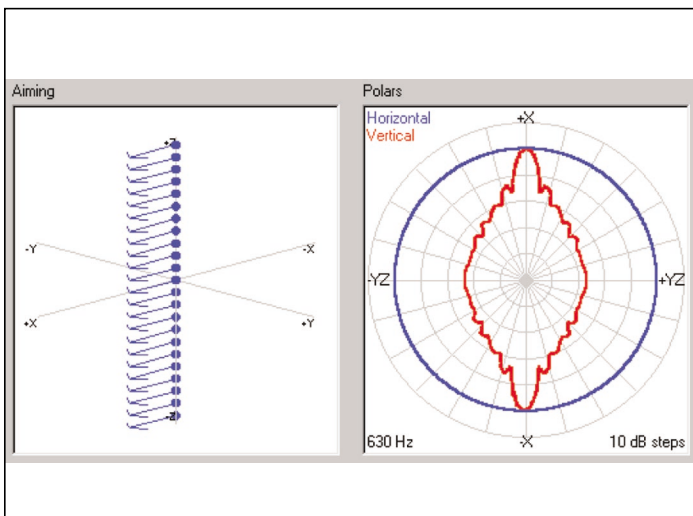 Aiming
+Z
-Y
-X
+X
+Y
-Z
Polars
Horizontal
Vertical
+X
-YZ
+YZ
-X
630 Hz
10 dB steps